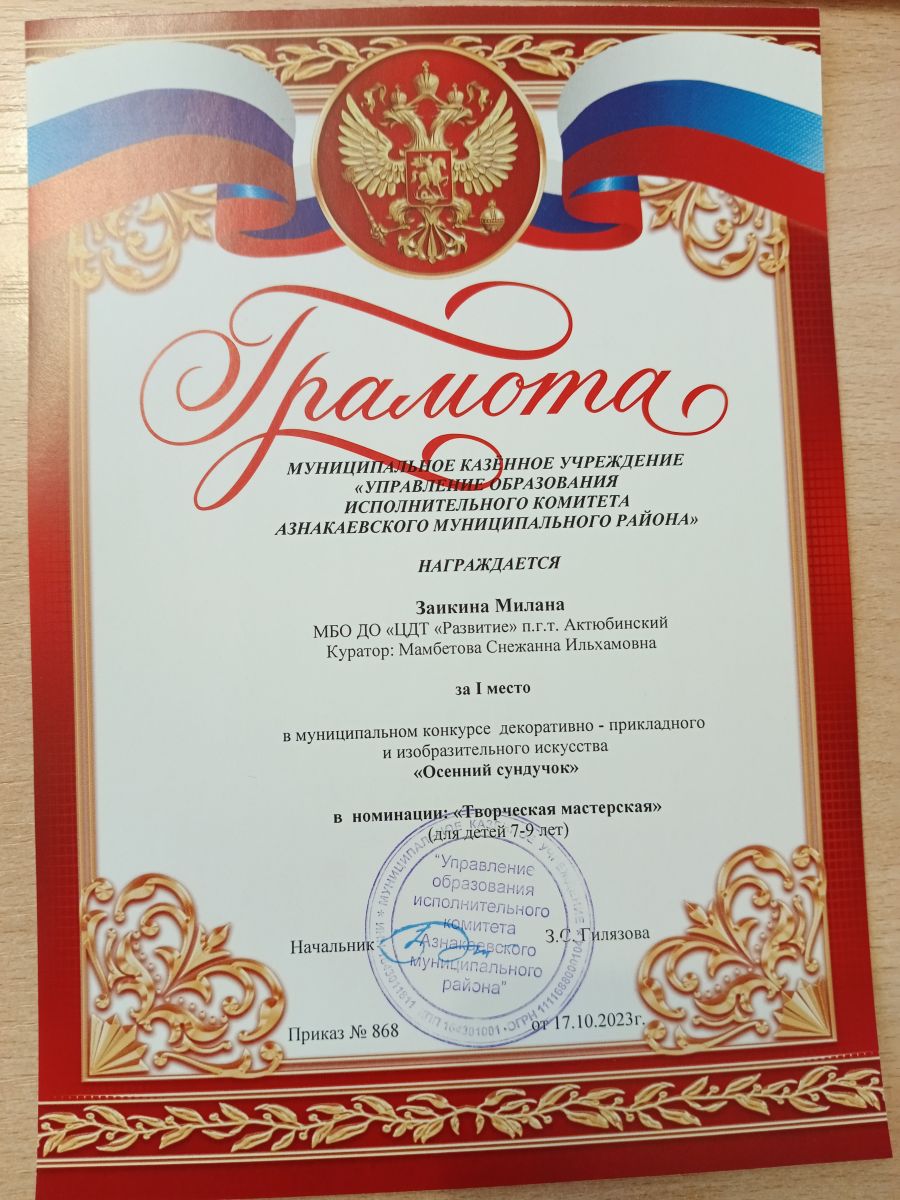 Грамота
МУНИЦИПАЛЬНОЕ КАЗЁННОЕ УЧРЕЖДЕНИЕ
«УПРАВЛЕНИЕ ОБРАЗОВАНИЯ
ИСПОЛНИТЕЛЬНОГО КОМИТЕТА
АЗНАКАЕВСКОГО МУНИЦИПАЛЬНОГО РАЙОНА»
НАГРАЖДАЕТСЯ
Заикина Милана
МБО ДО «ЦДТ «Развитие» п.г.т. Актюбинский
Куратор: Мамбетова Снежанна Ильхамовна
за I место
в муниципальном конкурсе декоративно - прикладного
и изобразительного искусства
«Осенний сундучок»
в номинации: «Творческая мастерская»
(для детей 7-9 лет)
МУНИЦИПАЛЬНОЕ КАЗЕННОЕ УЧРЕЖДЕНИЕ
"Управление
образования
исполнительного
комитета
Азнакаевского
муниципального
района"
Начальник З.С. Гилязова
Приказ № 868 от 17.10.2023г.